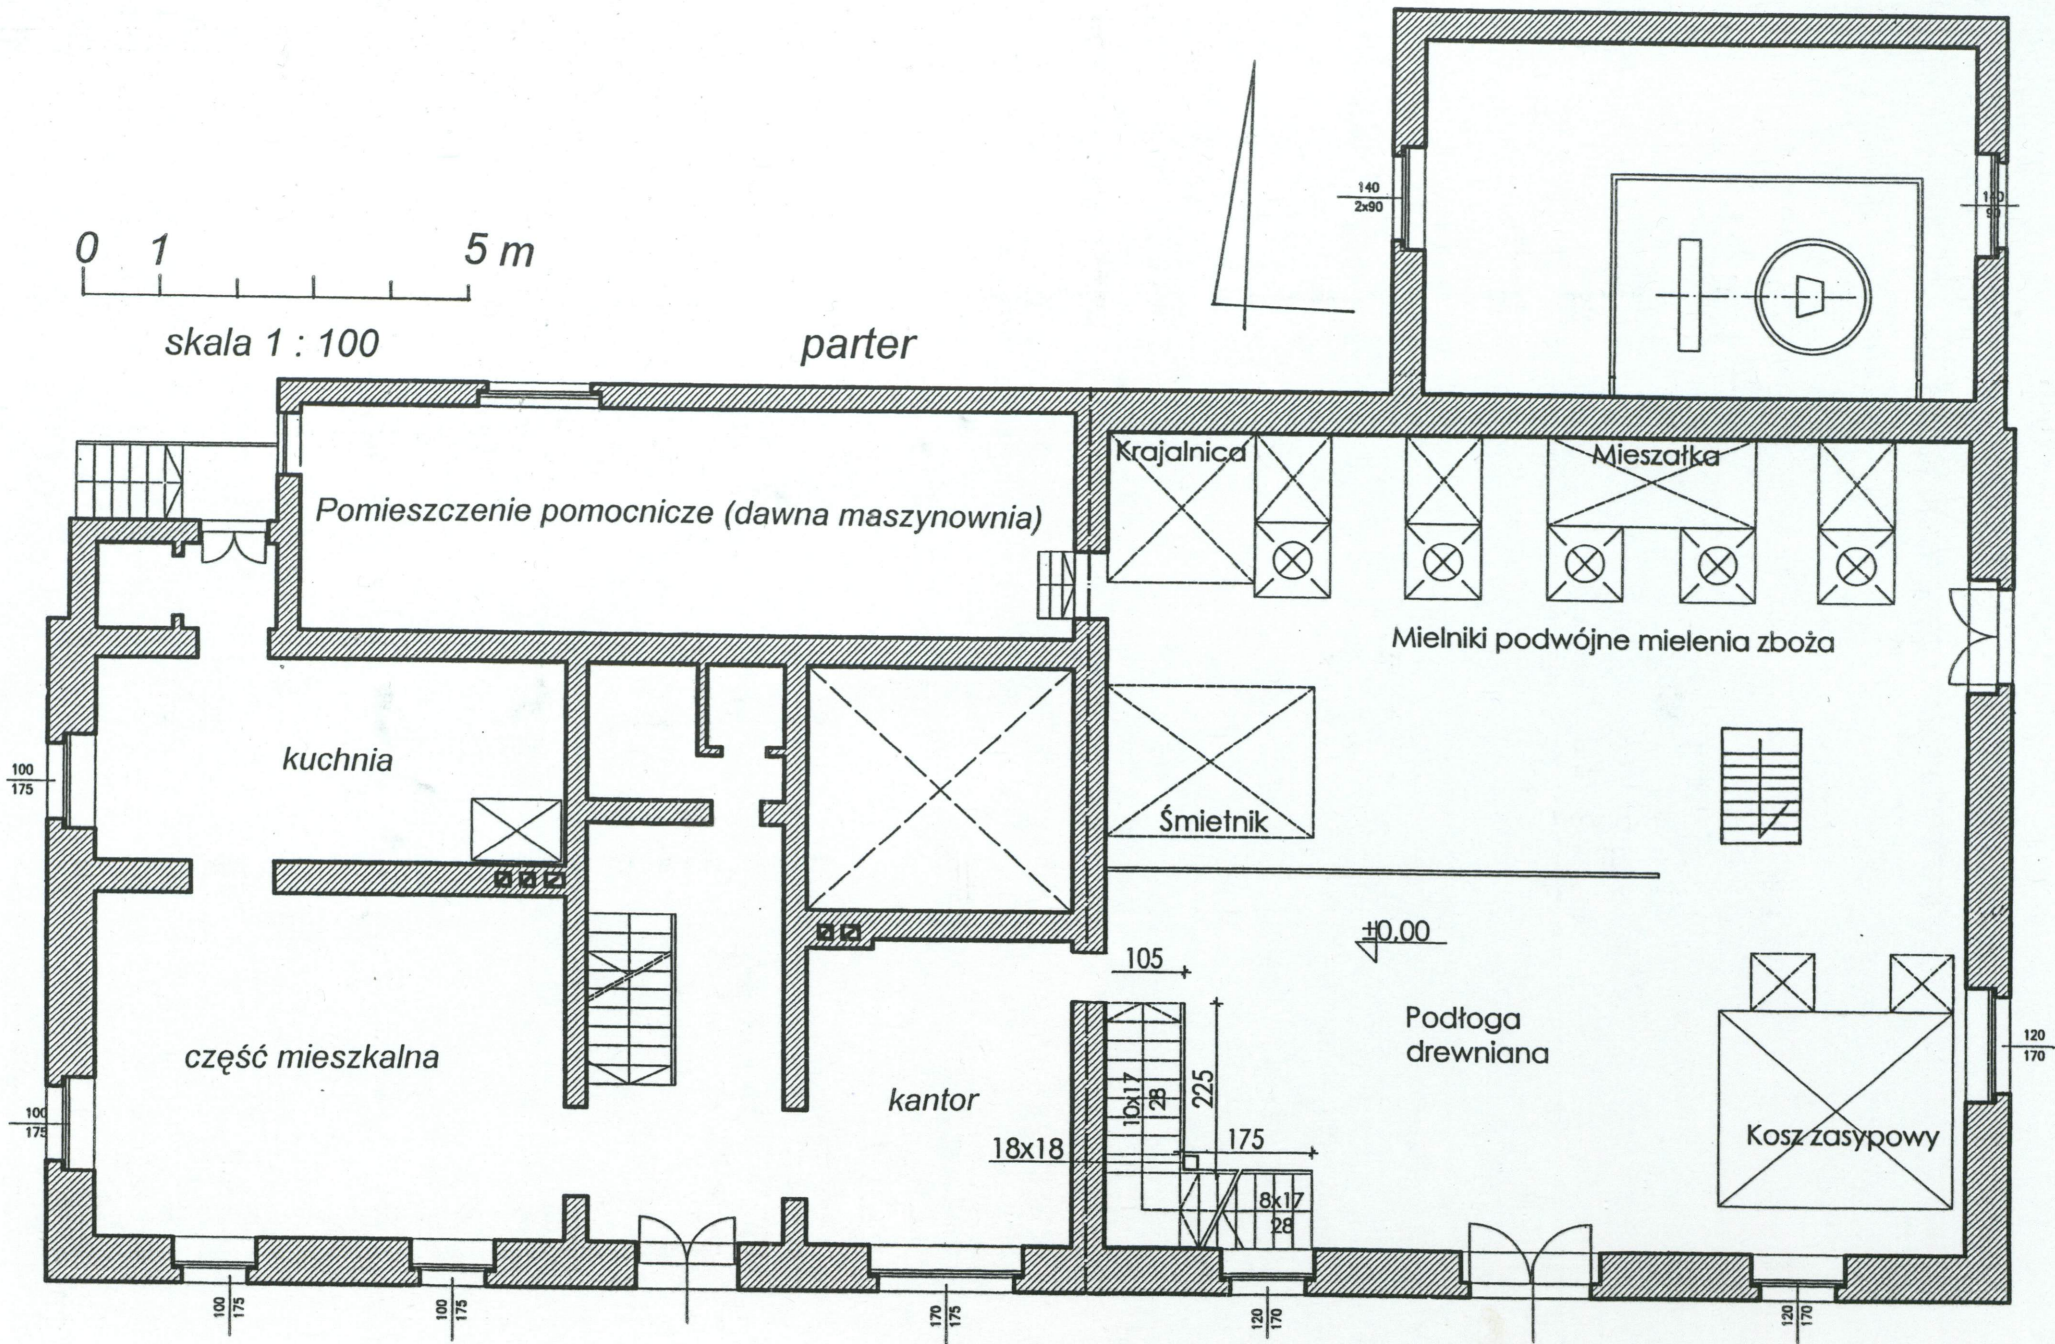 140
2x90
140
90
0 1 5 m
skala 1 : 100
parter
Krajalnica
Mieszałka
Pomieszczenie pomocnicze (dawna maszynownia)
Mielniki podwójne mielenia zboża
kuchnia
100
175
Śmietnik
±0,00
105
Podłoga
drewniana
120
170
część mieszkalna
kantor
10x17
28
225
100
175
18x18
175
Kosz zasypowy
8x17
28
100
175
100
175
170
175
120
170
120
170